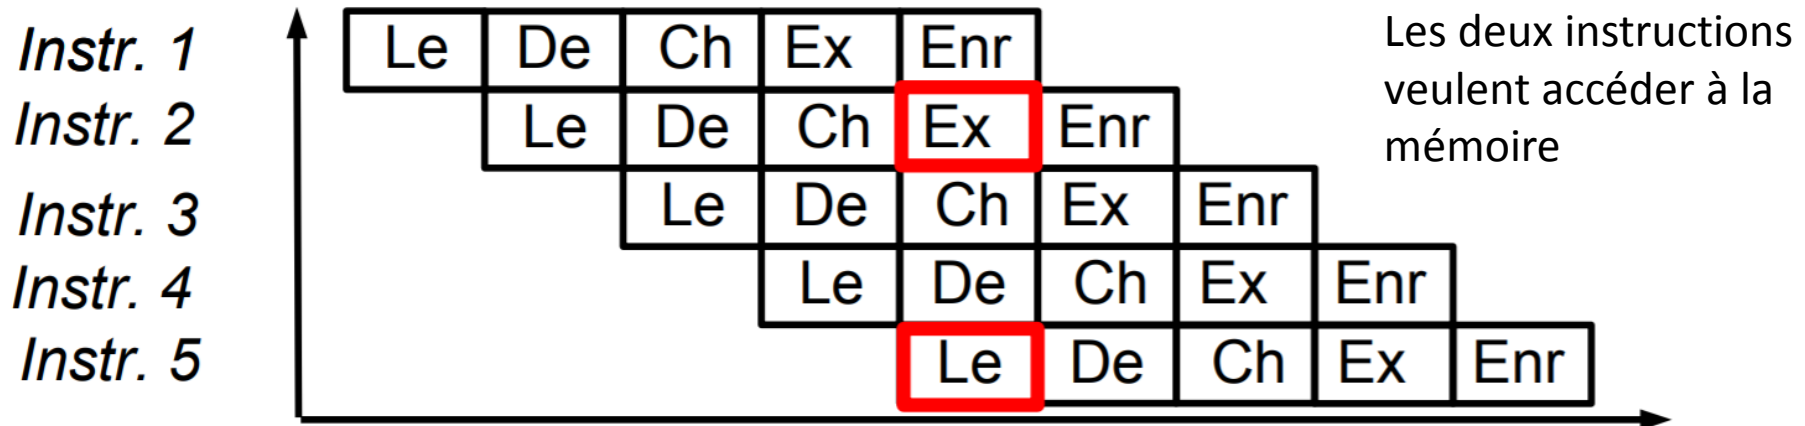 Instr. 1 Le De Ch Ex Enr
Instr. 2 Le De Ch Ex Enr
Instr. 3 Le De Ch Ex Enr
Instr. 4 Le De Ch Ex Enr
Instr. 5 Le De Ch Ex Enr
Les deux instructions
veulent accéder à la
mémoire